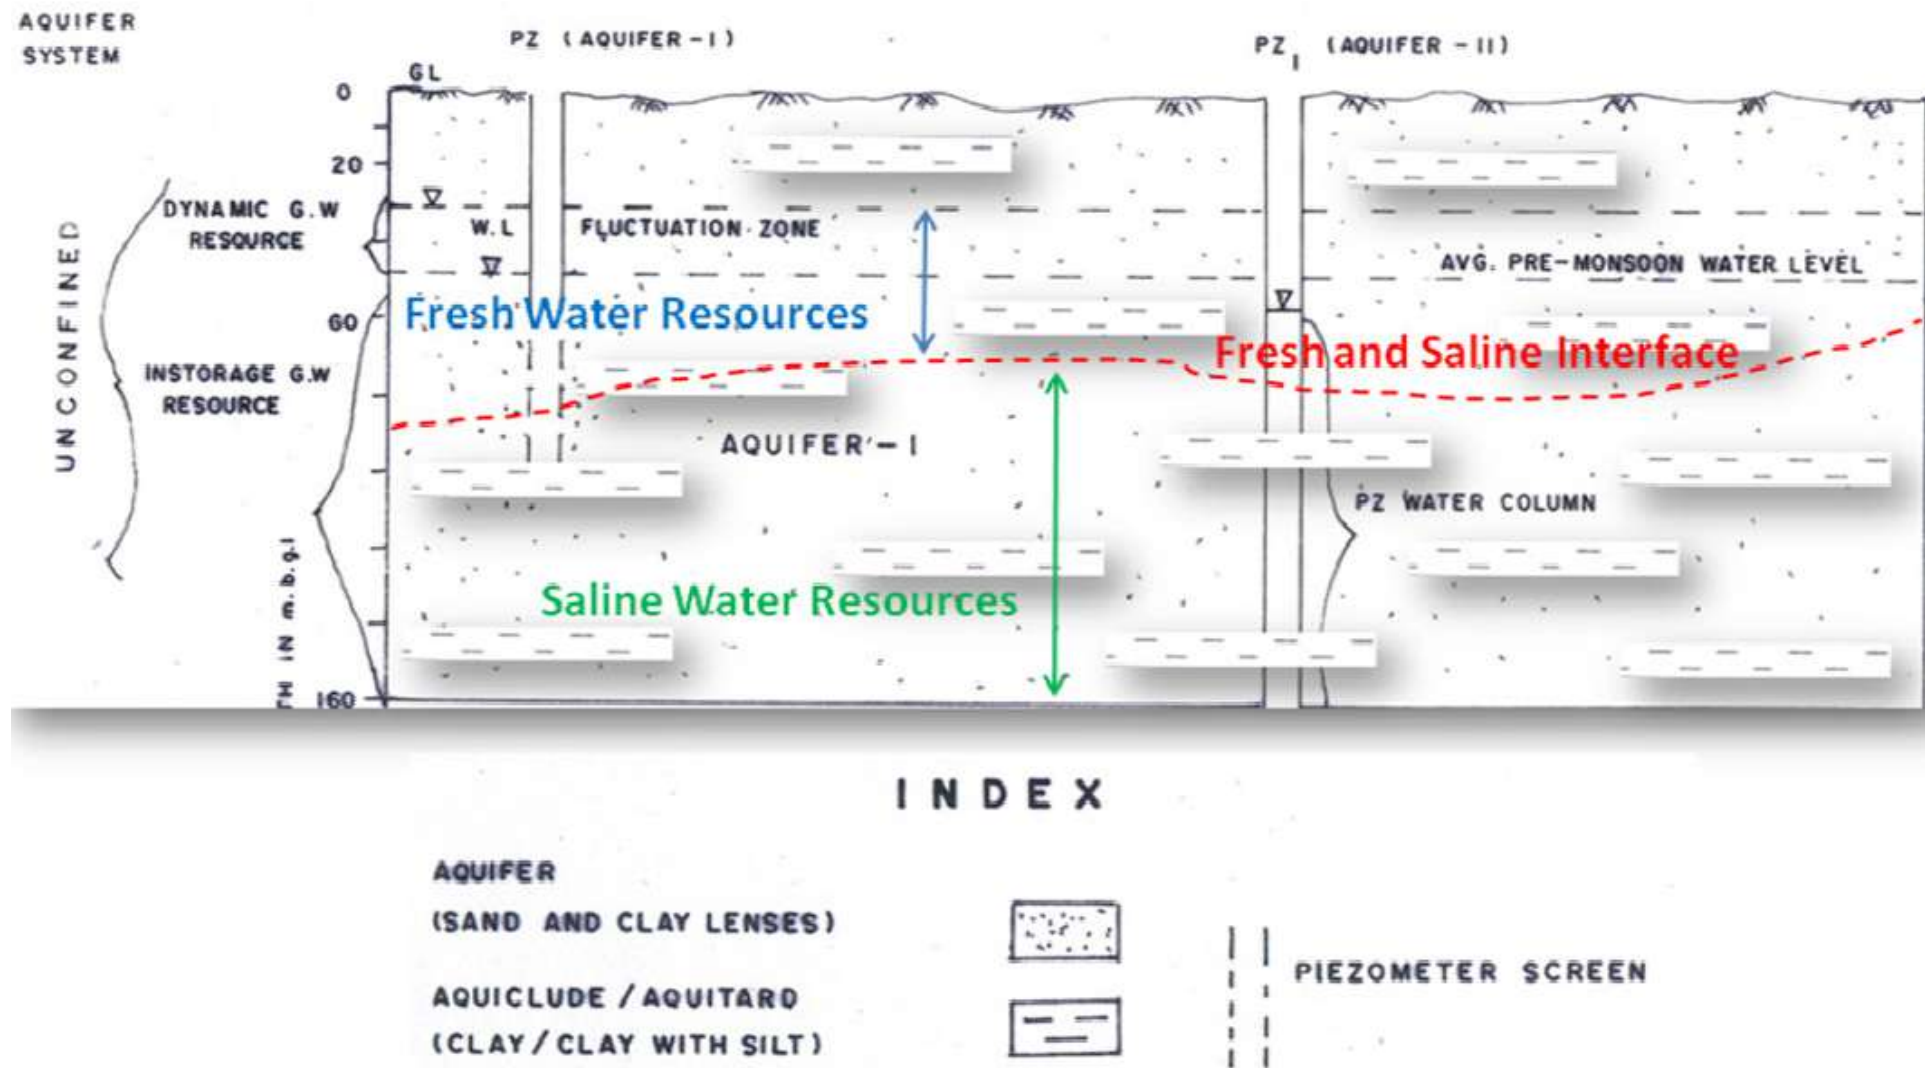 AQUIFER
SYSTEM
PZ (AQUIFER-I)
PZ I (AQUIFER-II)
GL
0
20
DYNAMIC G.W
RESOURCE
W.L
FLUCTUATION ZONE
AVG. PRE-MONSOON WATER LEVEL
UNCONFINED
Fresh Water Resources
60
Fresh and Saline Interface
INSTORAGE G.W
RESOURCE
AQUIFER-I
PZ WATER COLUMN
Saline Water Resources
IN m.b.g.l
160
INDEX
AQUIFER
(SAND AND CLAY LENSES)
PIEZOMETER SCREEN
AQUICLUDE/AQUITARD
(CLAY/CLAY WITH SILT)